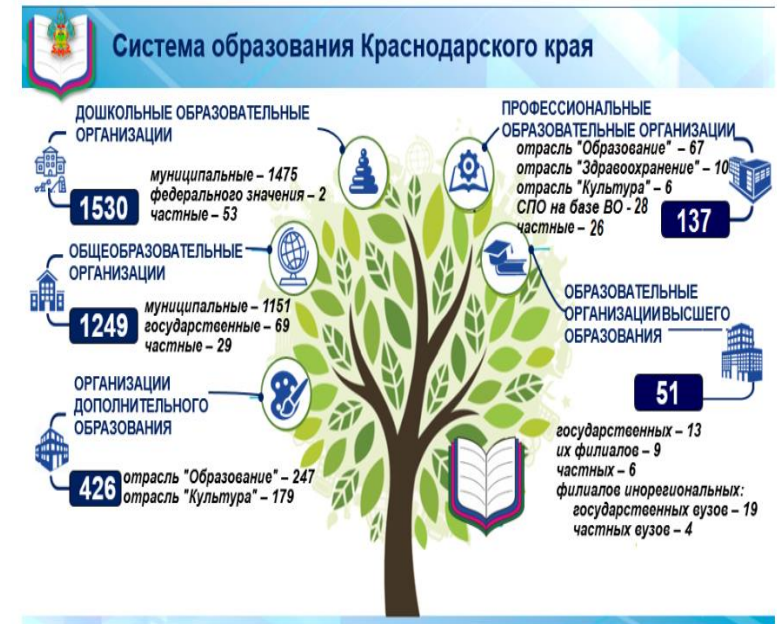 Система образования Краснодарского края
ДОШКОЛЬНЫЕ ОБРАЗОВАТЕЛЬНЫЕ
ОРГАНИЗАЦИИ
1530
муниципальные – 1475
федерального значения – 2
частные – 53
ОБЩЕОБРАЗОВАТЕЛЬНЫЕ
ОРГАНИЗАЦИИ
1249
муниципальные – 1151
государственные – 69
частные – 29
ОРГАНИЗАЦИИ
ДОПОЛНИТЕЛЬНОГО
ОБРАЗОВАНИЯ
426
отрасль "Образование" – 247
отрасль "Культура" – 179
ПРОФЕССИОНАЛЬНЫЕ
ОБРАЗОВАТЕЛЬНЫЕ ОРГАНИЗАЦИИ
отрасль "Образование" – 67
отрасль "Здравоохранение" – 10
отрасль "Культура" – 6
СПО на базе ВО - 28
частные – 26
137
ОБРАЗОВАТЕЛЬНЫЕ
ОРГАНИЗАЦИИ ВЫСШЕГО
ОБРАЗОВАНИЯ
51
государственных – 13
их филиалов – 9
частных – 6
филиалов инорегиональных:
государственных вузов – 19
частных вузов – 4